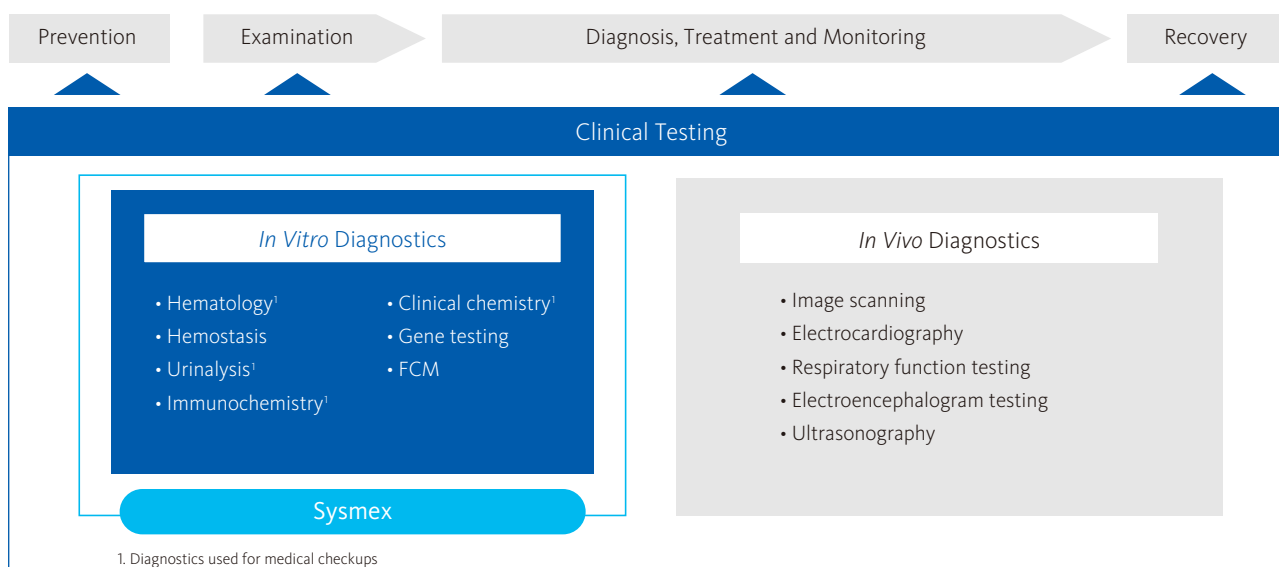 Prevention
Examination
Diagnosis, Treatment and Monitoring
Recovery
Clinical Testing
In Vitro Diagnostics
• Hematology¹
• Hemostasis
• Urinalysis¹
• Immunochemistry¹
• Clinical chemistry¹
• Gene testing
• FCM
Sysmex
In Vivo Diagnostics
• Image scanning
• Electrocardiography
• Respiratory function testing
• Electroencephalogram testing
• Ultrasonography
1. Diagnostics used for medical checkups